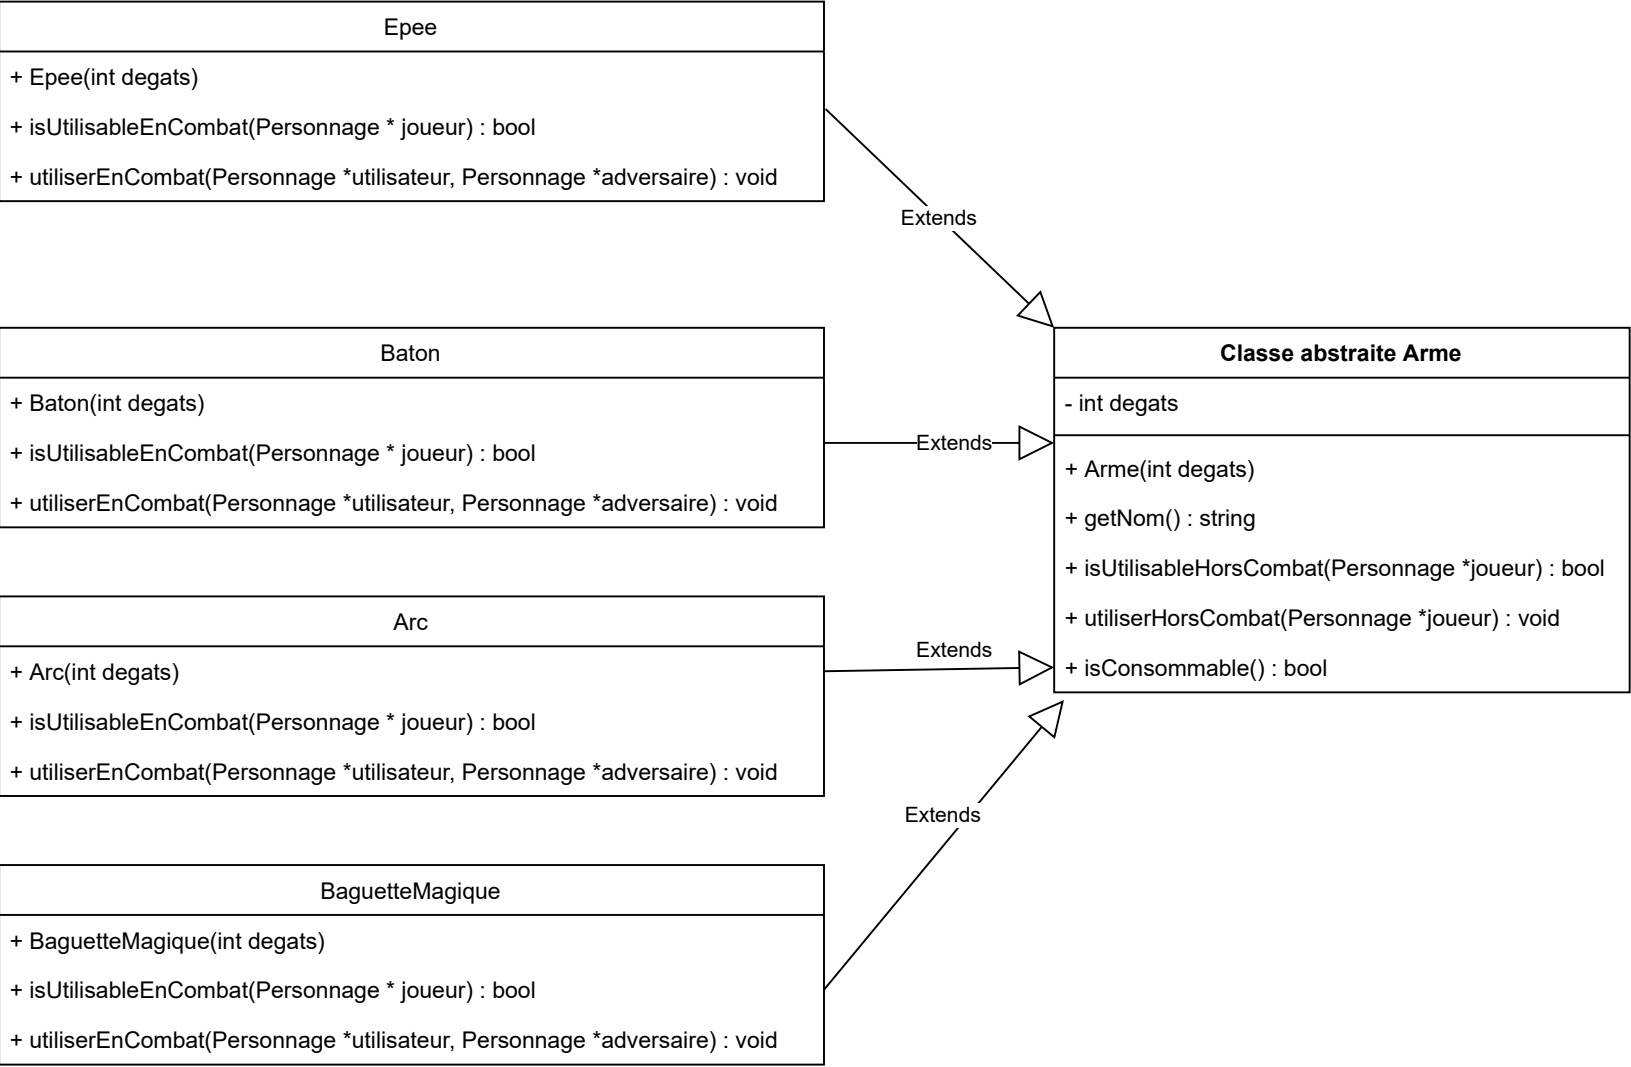 Epee
+ Epee(int degats)
+ isUtilisableEnCombat(Personnage * joueur) : bool
+ utiliserEnCombat(Personnage *utilisateur, Personnage *adversaire) : void
Extends
Baton
+ Baton(int degats)
+ isUtilisableEnCombat(Personnage * joueur) : bool
+ utiliserEnCombat(Personnage *utilisateur, Personnage *adversaire) : void
Extends
Classe abstraite Arme
- int degats
+ Arme(int degats)
+ getNom() : string
+ isUtilisableHorsCombat(Personnage *joueur) : bool
+ utiliserHorsCombat(Personnage *joueur) : void
+ isConsommable() : bool
Arc
+ Arc(int degats)
+ isUtilisableEnCombat(Personnage * joueur) : bool
+ utiliserEnCombat(Personnage *utilisateur, Personnage *adversaire) : void
Extends
BaguetteMagique
+ BaguetteMagique(int degats)
+ isUtilisableEnCombat(Personnage * joueur) : bool
+ utiliserEnCombat(Personnage *utilisateur, Personnage *adversaire) : void
Extends